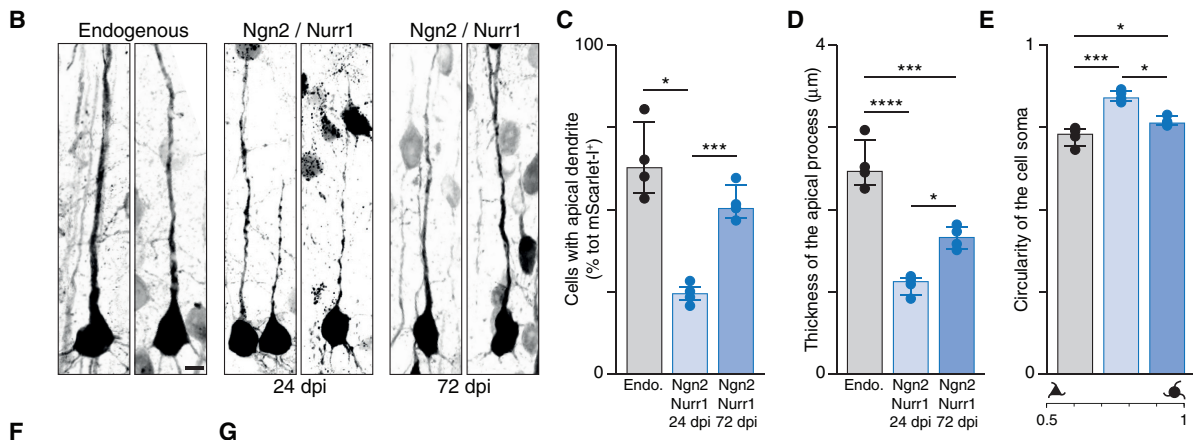 B
Endogenous
Ngn2 / Nurr1
Ngn2 / Nurr1
24 dpi
72 dpi
C
Cells with apical dendrite
(% tot mScarlet-I⁺)
100
0
*
***
Endo.
Ngn2
Nurr1
24 dpi
Ngn2
Nurr1
72 dpi
D
Thickness of the apical process (μm)
4
0
***
****
*
Endo.
Ngn2
Nurr1
24 dpi
Ngn2
Nurr1
72 dpi
E
Circularity of the cell soma
1
0
*
***
*
0.5
1
F
G